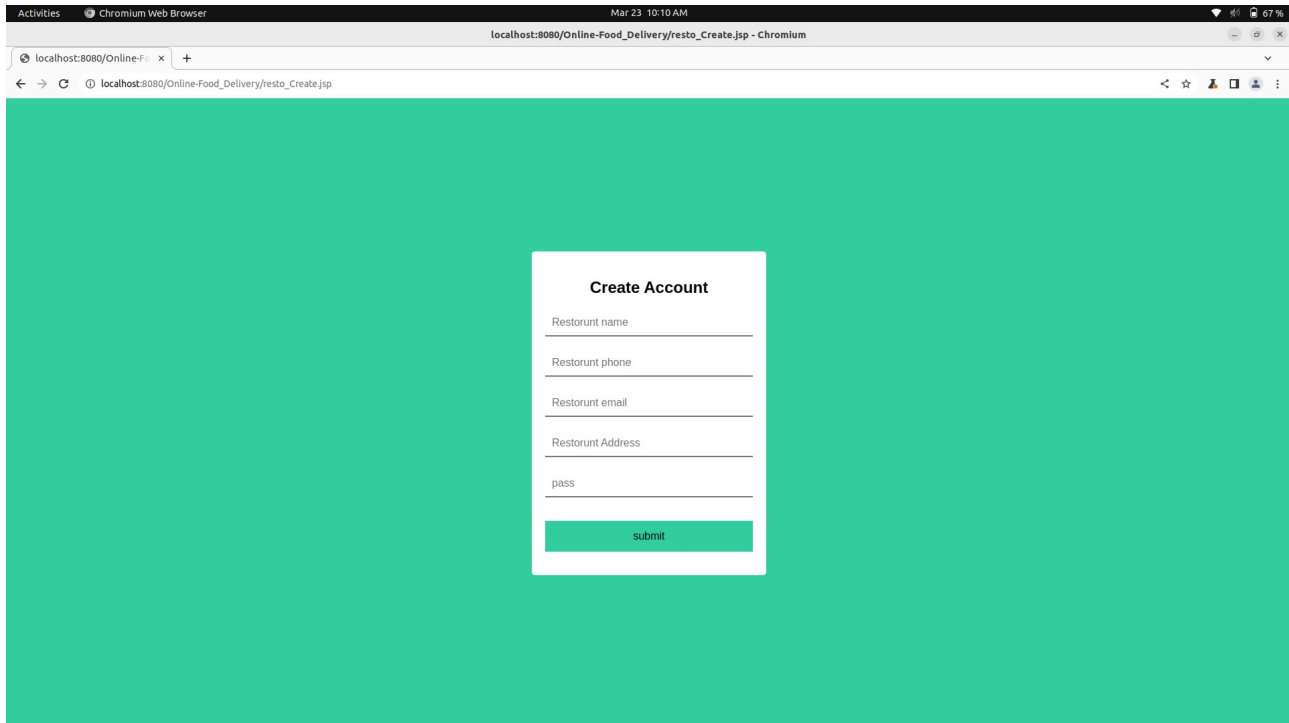 Activities Chromium Web Browser Mar 23 10:10 AM 67 %
localhost:8080/Online-Food_Delivery/resto_Create.jsp - Chromium
localhost:8080/Online-Fo
localhost:8080/Online-Food_Delivery/resto_Create.jsp
Create Account
Restorunt name
Restorunt phone
Restorunt email
Restorunt Address
pass
submit